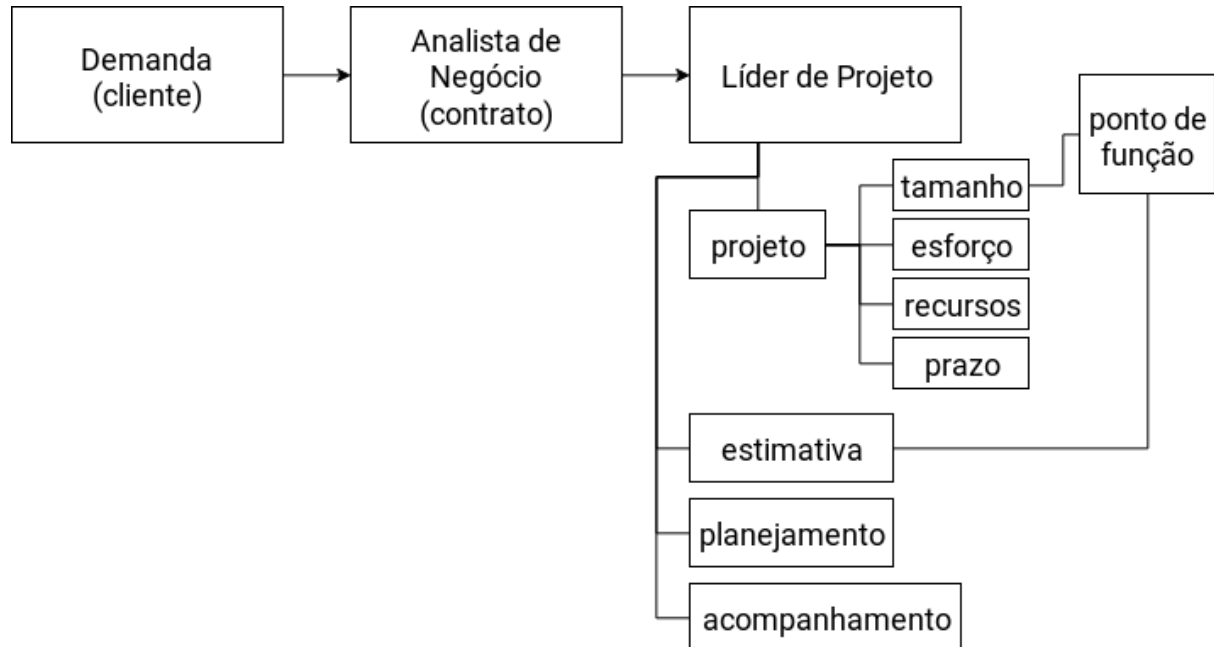 Demanda
(cliente)
Analista de
Negócio
(contrato)
Líder de Projeto
ponto de
função
tamanho
projeto
esforço
recursos
prazo
estimativa
planejamento
acompanhamento